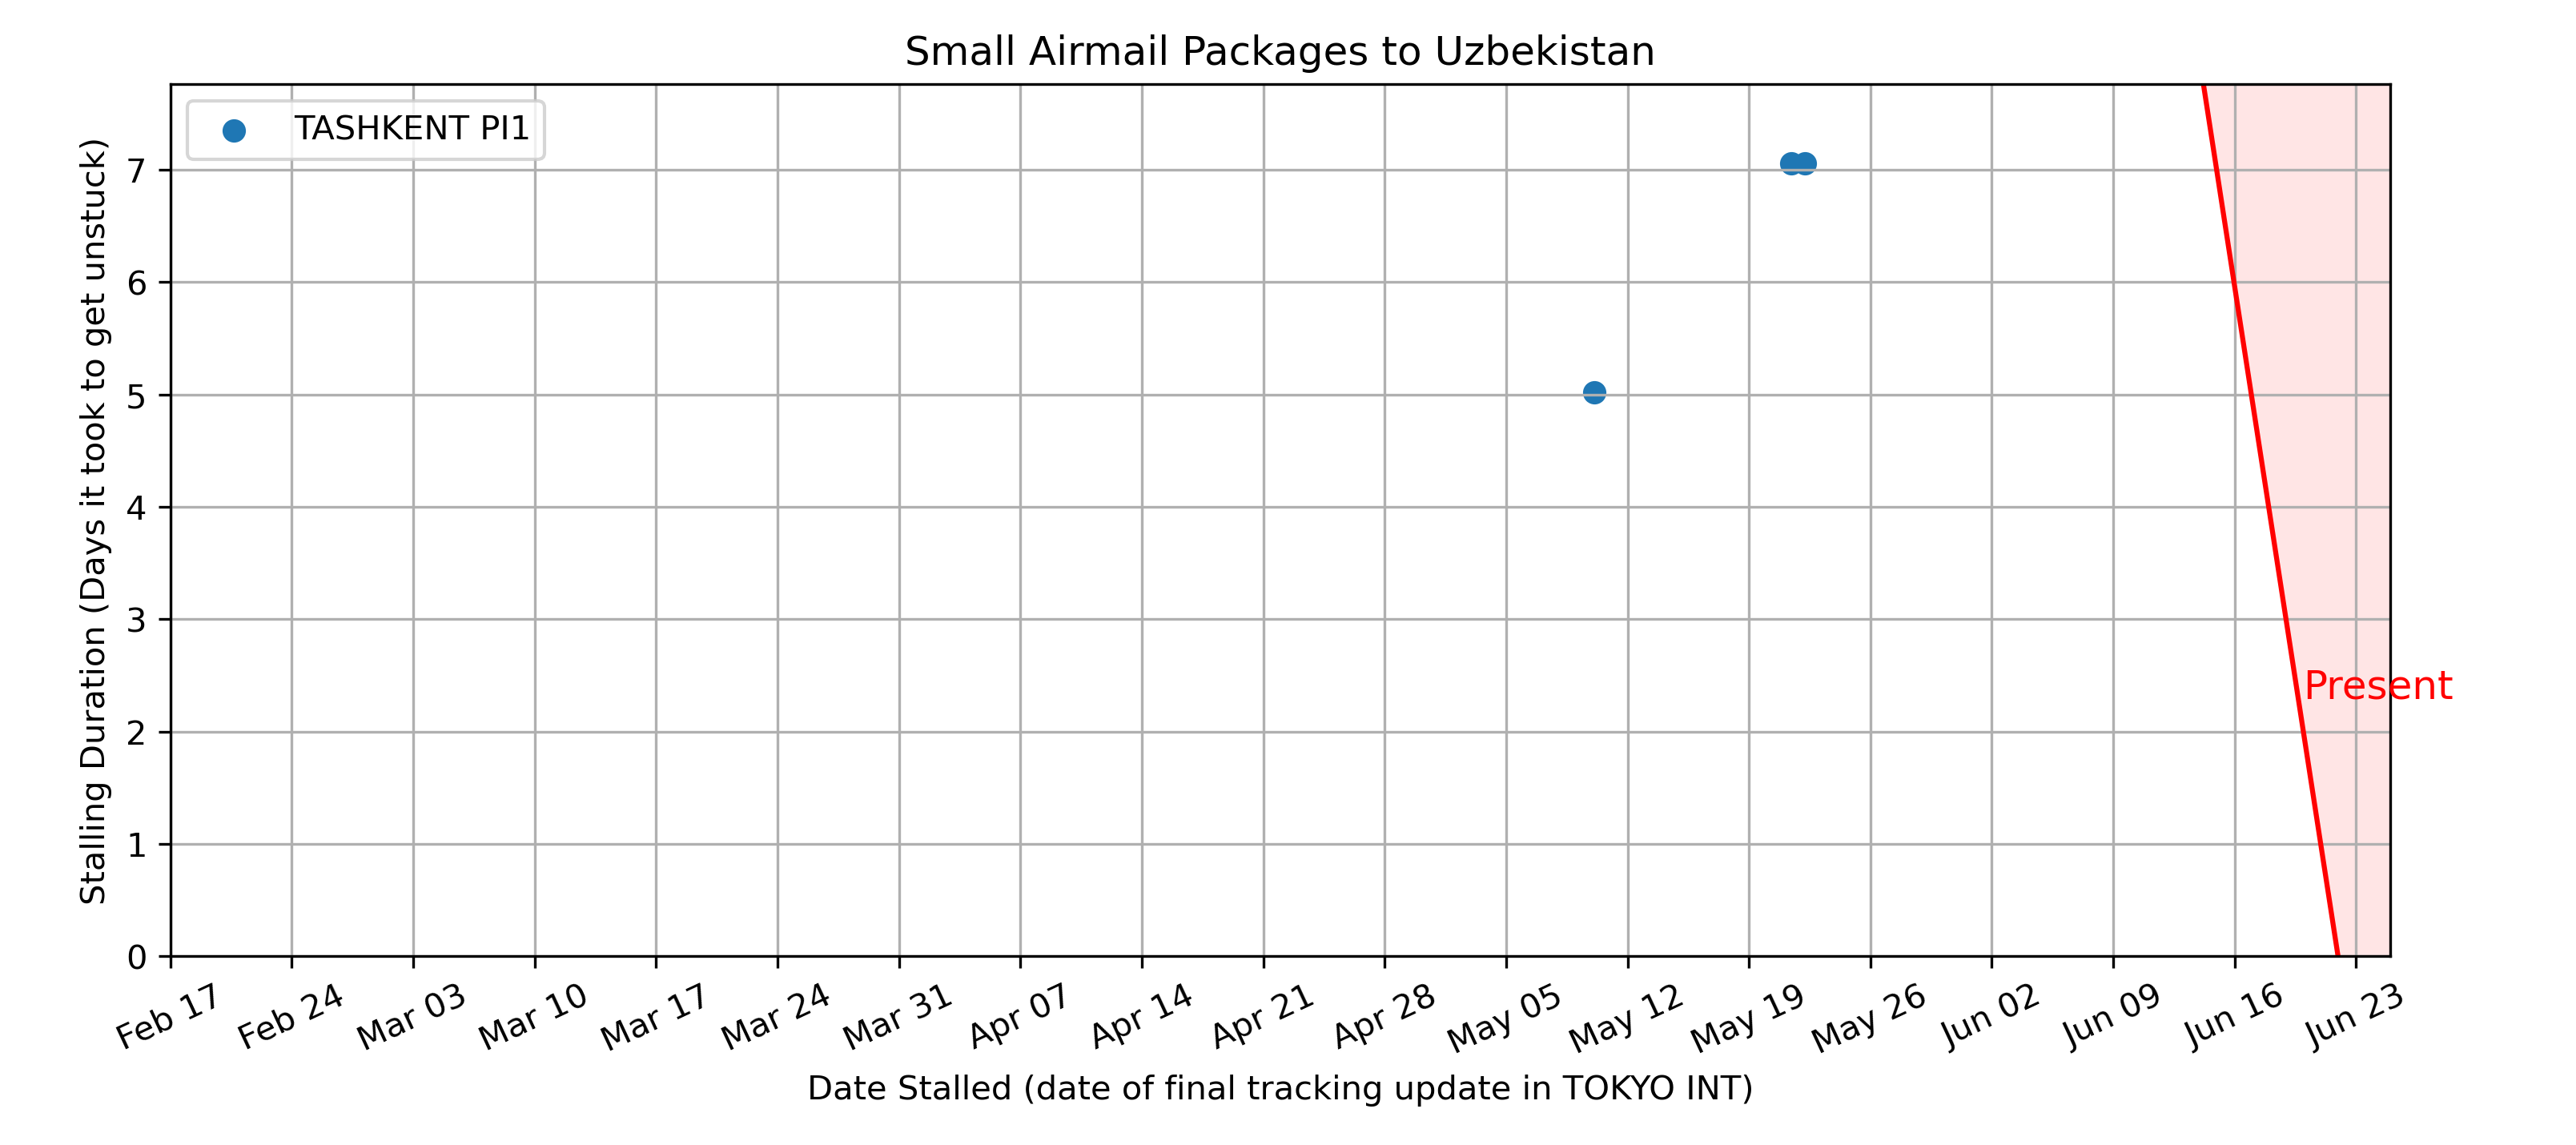 Small Airmail Packages to Uzbekistan
TASHKENT PI1
Stalling Duration (Days it took to get unstuck)
7
6
5
4
3
2
1
0
Present
Feb 17
Feb 24
Mar 03
Mar 10
Mar 17
Mar 24
Mar 31
Apr 07
Apr 14
Apr 21
Apr 28
May 05
May 12
May 19
May 26
Jun 02
Jun 09
Jun 16
Jun 23
Date Stalled (date of final tracking update in TOKYO INT)